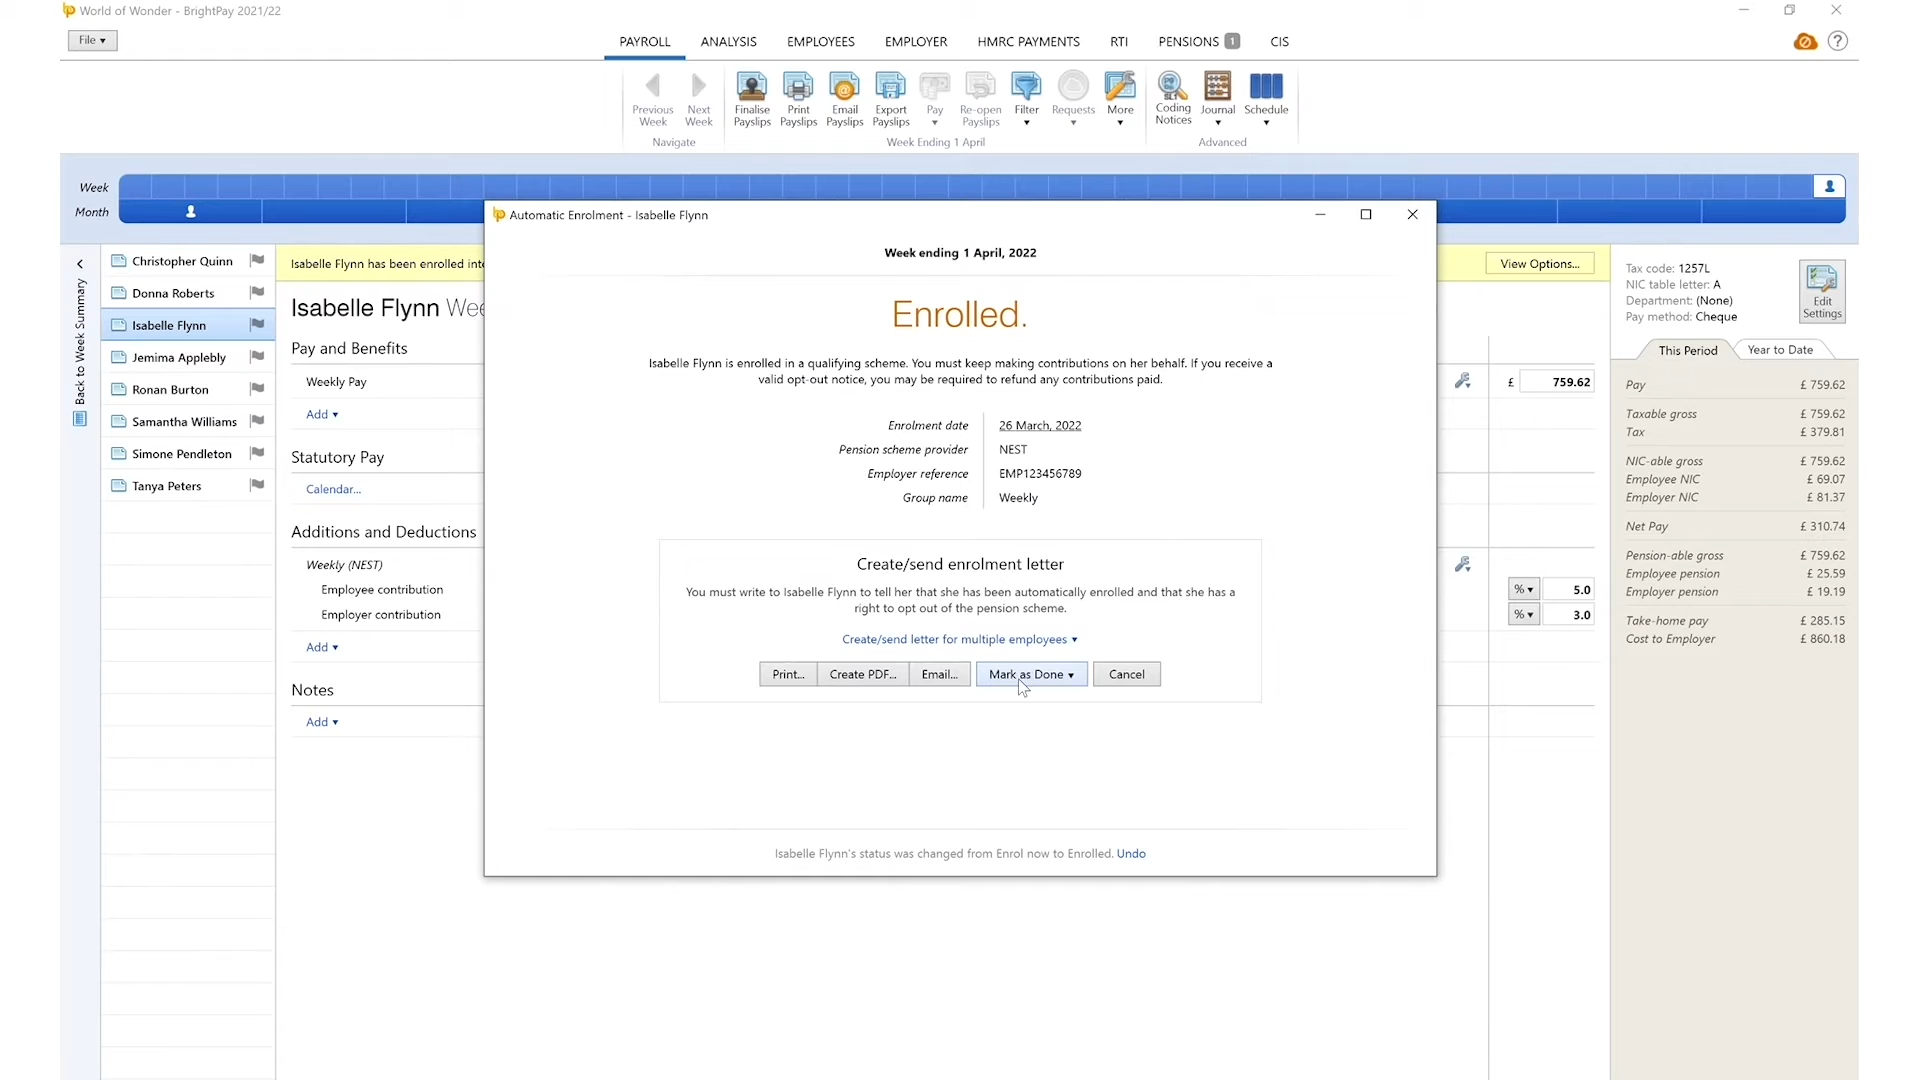 World of Wonder - BrightPay 2021/22
File
PAYROLL ANALYSIS EMPLOYEES EMPLOYER HMRC PAYMENTS RTI PENSIONS 1 CIS
Previous Week
Next Week
Finalise Payslips
Print Payslips
Email Payslips
Export Payslips
Pay
Re-open Payslips
Filter
Requests
More
Coding Notices
Journal
Schedule
Navigate
Week Ending 1 April
Advanced
Week
Month
Back to Week Summary
Christopher Quinn
Donna Roberts
Isabelle Flynn
Jemima Applebly
Ronan Burton
Samantha Williams
Simone Pendleton
Tanya Peters
Isabelle Flynn has been enrolled
View Options...
Isabelle Flynn
Pay and Benefits
Weekly Pay
£ 759.62
Add
Statutory Pay
Calendar...
Additions and Deductions
Weekly (NEST)
Employee contribution
% 5.0
Employer contribution
% 3.0
Add
Notes
Add
Automatic Enrolment - Isabelle Flynn
Week ending 1 April, 2022
Enrolled.
Isabelle Flynn is enrolled in a qualifying scheme. You must keep making contributions on her behalf. If you receive a
valid opt-out notice, you may be required to refund any contributions paid.
Enrolment date 26 March, 2022
Pension scheme provider NEST
Employer reference EMP123456789
Group name Weekly
Create/send enrolment letter
You must write to Isabelle Flynn to tell her that she has been automatically enrolled and that she has a
right to opt out of the pension scheme.
Create/send letter for multiple employees
Print... Create PDF... Email... Mark as Done Cancel
Isabelle Flynn's status was changed from Enrol now to Enrolled. Undo
Tax code: 1257L
NIC table letter: A
Department: (None)
Pay method: Cheque
Edit Settings
This Period Year to Date
Pay £ 759.62
Taxable gross £ 759.62
Tax £ 379.81
NIC-able gross £ 759.62
Employee NIC £ 69.07
Employer NIC £ 81.37
Net Pay £ 310.74
Pension-able gross £ 759.62
Employee pension £ 25.59
Employer pension £ 19.19
Take-home pay £ 285.15
Cost to Employer £ 860.18